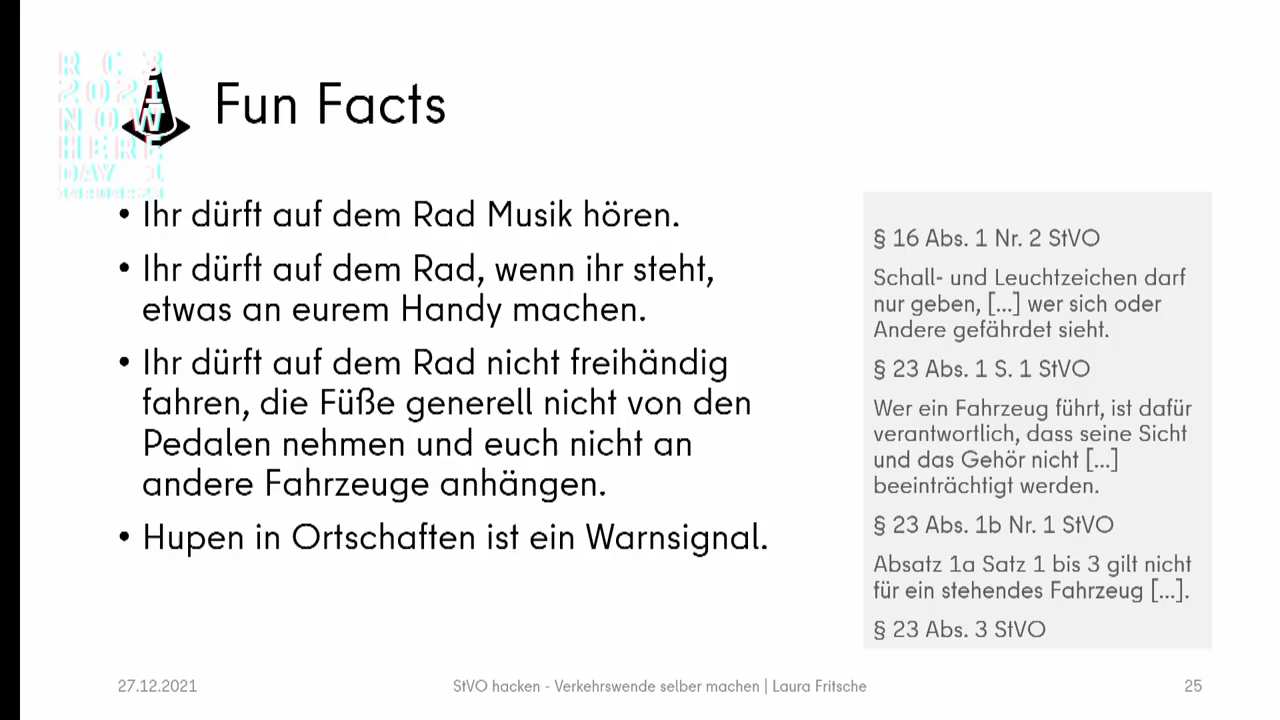 RC3
2021
NOW
HERE
DAY 1
Fun Facts
• Ihr dürft auf dem Rad Musik hören.
• Ihr dürft auf dem Rad, wenn ihr steht,
etwas an eurem Handy machen.
• Ihr dürft auf dem Rad nicht freihändig
fahren, die Füße generell nicht von den
Pedalen nehmen und euch nicht an
andere Fahrzeuge anhängen.
• Hupen in Ortschaften ist ein Warnsignal.
§ 16 Abs. 1 Nr. 2 StVO
Schall- und Leuchtzeichen darf
nur geben, [...] wer sich oder
Andere gefährdet sieht.
§ 23 Abs. 1 S. 1 StVO
Wer ein Fahrzeug führt, ist dafür
verantwortlich, dass seine Sicht
und das Gehör nicht [...]
beeinträchtigt werden.
§ 23 Abs. 1b Nr. 1 StVO
Absatz 1a Satz 1 bis 3 gilt nicht
für ein stehendes Fahrzeug [...].
§ 23 Abs. 3 StVO
27.12.2021
StVO hacken - Verkehrswende selber machen | Laura Fritsche
25